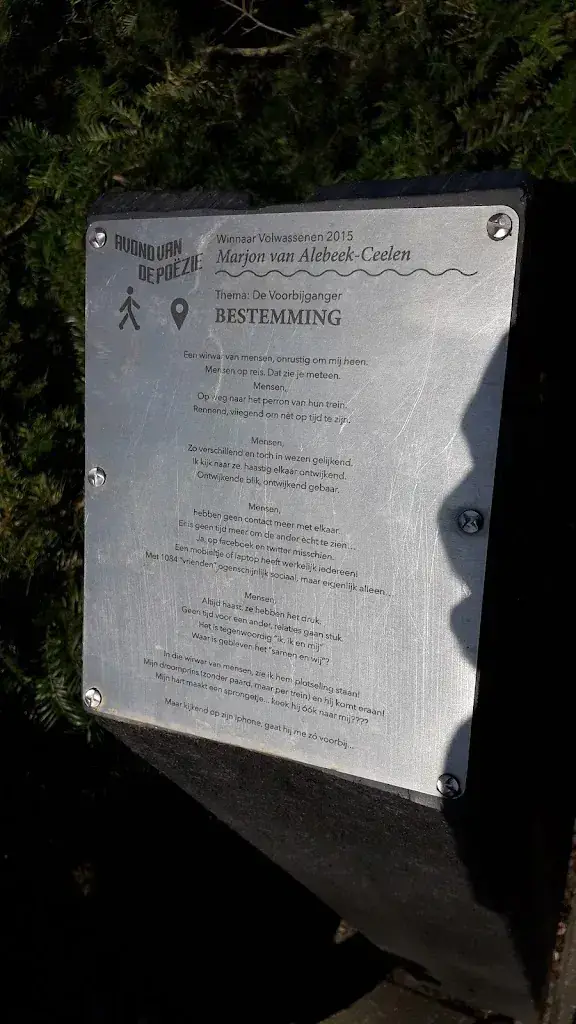 AVOND VAN
DE POËZIE
Winnaar Volwassenen 2015
Marjon van Alebeek-Ceelen
Thema: De Voorbijganger
BESTEMMING
Een wirwar van mensen, onrustig om mij heen.
Mensen op reis. Dat zie je meteen.
Mensen,
Op weg naar het perron van hun trein.
Rennend, vliegend om nét op tijd te zijn.
Mensen,
Zo verschillend en toch in wezen gelijkend.
Ik kijk naar ze, haastig elkaar ontwijkend.
Ontwijkende blik, ontwijkend gebaar.
Mensen,
hebben geen contact meer met elkaar.
Er is geen tijd meer om de ander écht te zien...
Ja, op facebook en twitter misschien.
Een mobieltje of laptop heeft werkelijk iedereen!
Met 1084 "vrienden" ogenschijnlijk sociaal, maar eigenlijk alleen...
Mensen,
Altijd haast, ze hebben het druk.
Geen tijd voor een ander, relaties gaan stuk.
Het is tegenwoordig "ik, ik en mij"
Waar is gebleven het "samen en wij"?
In die wirwar van mensen, zie ik hem plotseling staan!
Mijn droomprins (zonder paard, maar per trein) en hij komt eraan!
Mijn hart maakt een sprongetje... keek hij óók naar mij????
Maar kijkend op zijn iphone, gaat hij me zó voorbij...